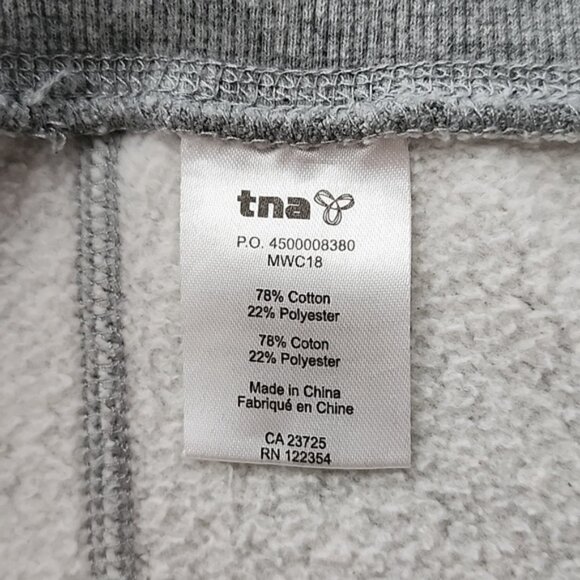 tna
P.O. 4500008380
MWC18
78% Cotton
22% Polyester
78% Coton
22% Polyester
Made in China
Fabriqué en Chine
CA 23725
RN 122354